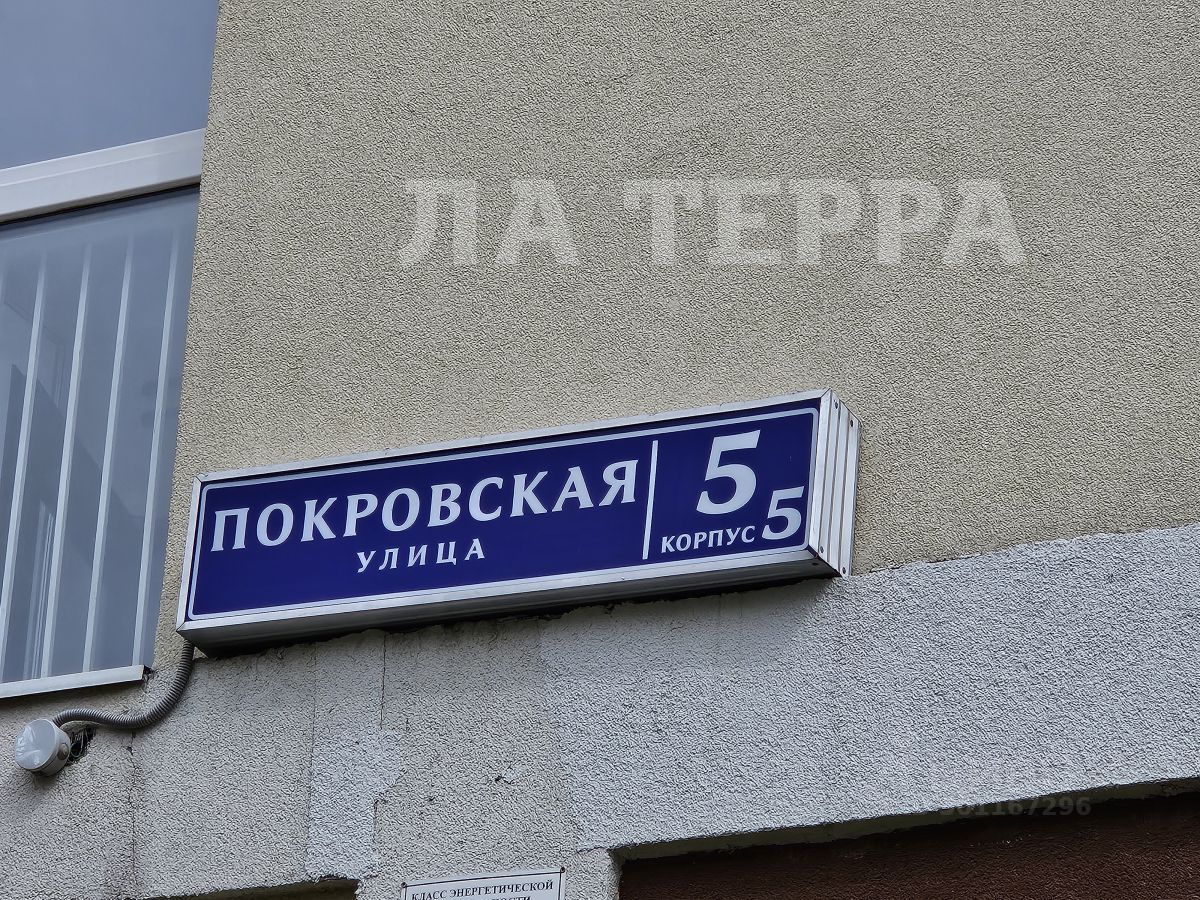 ЛА ТЕРРА
ПОКРОВСКАЯ
УЛИЦА
5
КОРПУС 5
КЛАСС ЭНЕРГЕТИЧЕСКОЙ